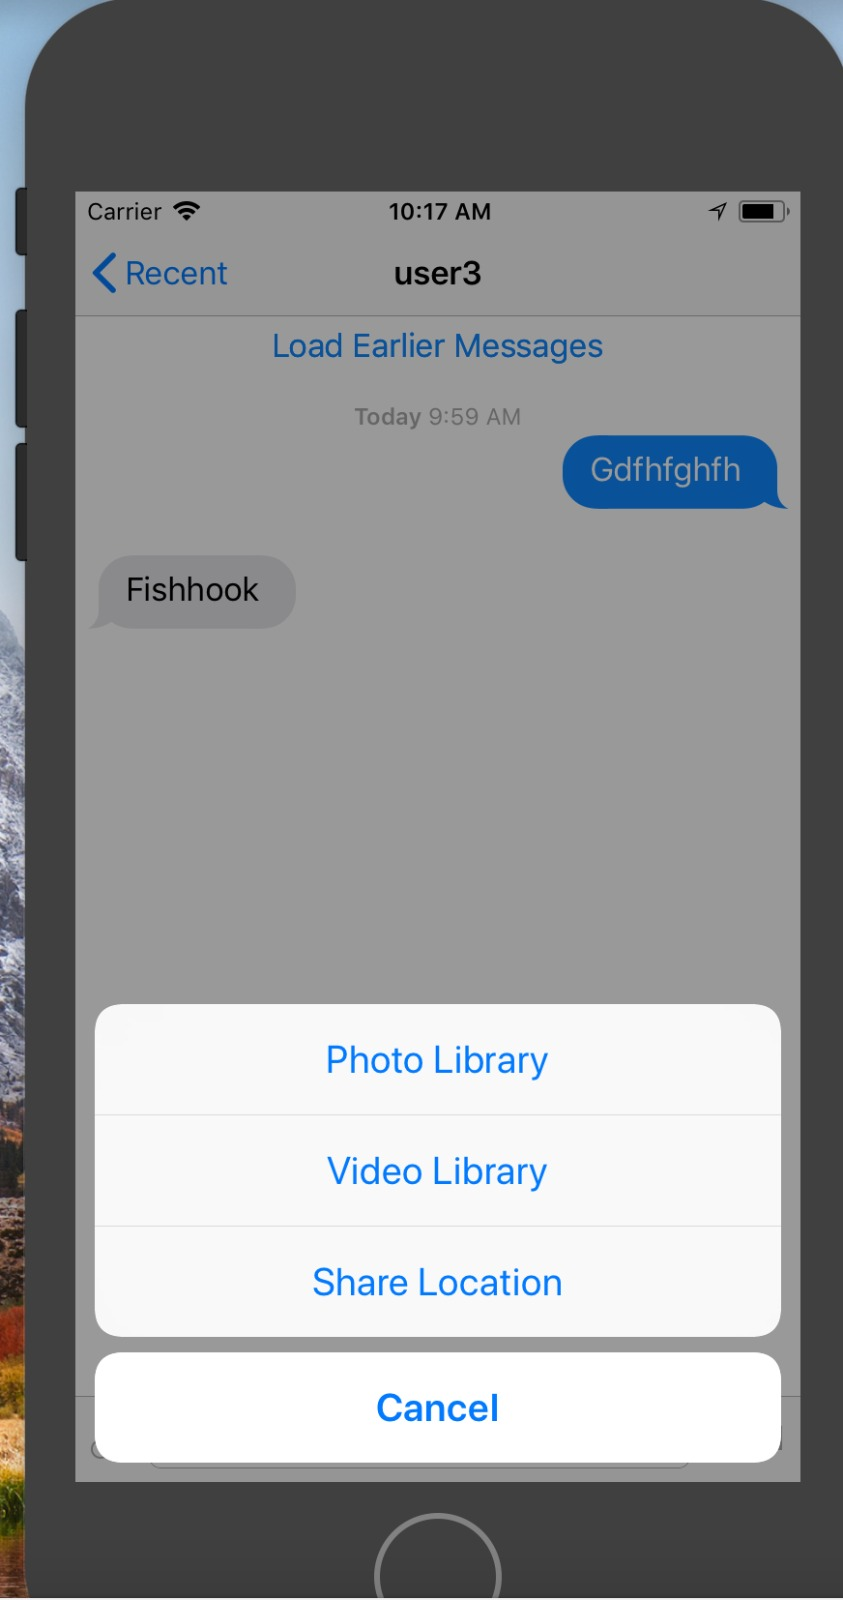 Carrier 10:17 AM
Recent user3
Load Earlier Messages
Today 9:59 AM
Gdfhfghfh
Fishhook
Photo Library
Video Library
Share Location
Cancel